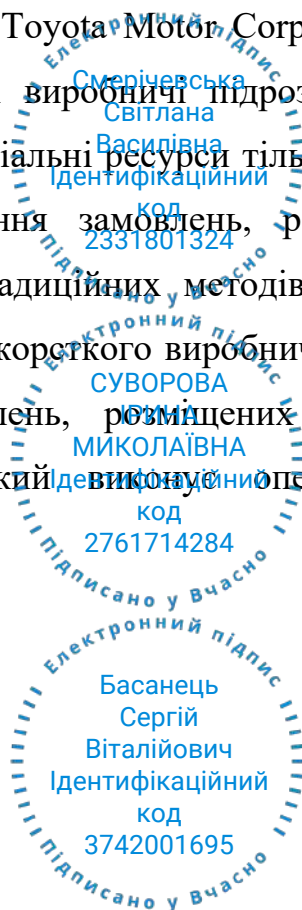 Toyota Motor Corp
виробничі підроз
іальні ресурси тіль
ння замовлень, р
адиційних методів
короткого виробнич
лень, розміщених
кий виконує опе
Електронний підпис
Смерічевська
Світлана
Василівна
Ідентифікаційний
код
2331801324
Підписано у Вчасно
Електронний підпис
СУВОРОВА
ІРИНА
МИКОЛАЇВНА
Ідентифікаційний
код
2761714284
Підписано у Вчасно
Електронний підпис
Басанець
Сергій
Віталійович
Ідентифікаційний
код
3742001695
Підписано у Вчасно